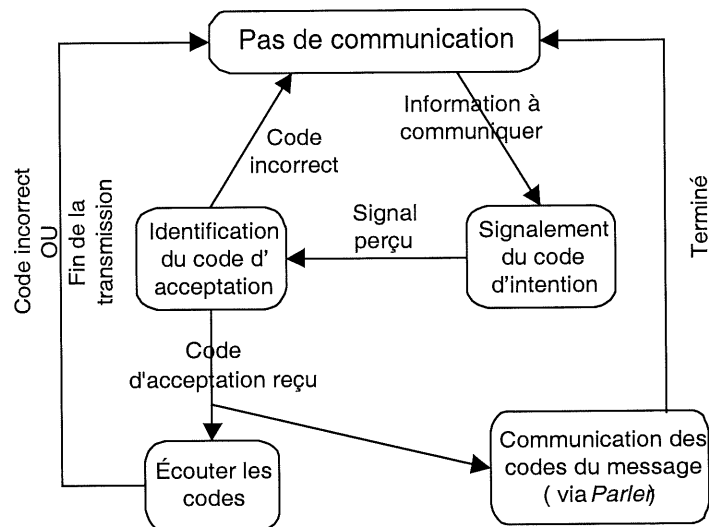 Pas de communication
Information à
communiquer
Code
incorrect
Code incorrect
OU
Fin de la
transmission
Terminé
Identification
du code d'
acceptation
Signal
perçu
Signalement
du code
d'intention
Code
d'acceptation reçu
Écouter les
codes
Communication des
codes du message
( via Parler)